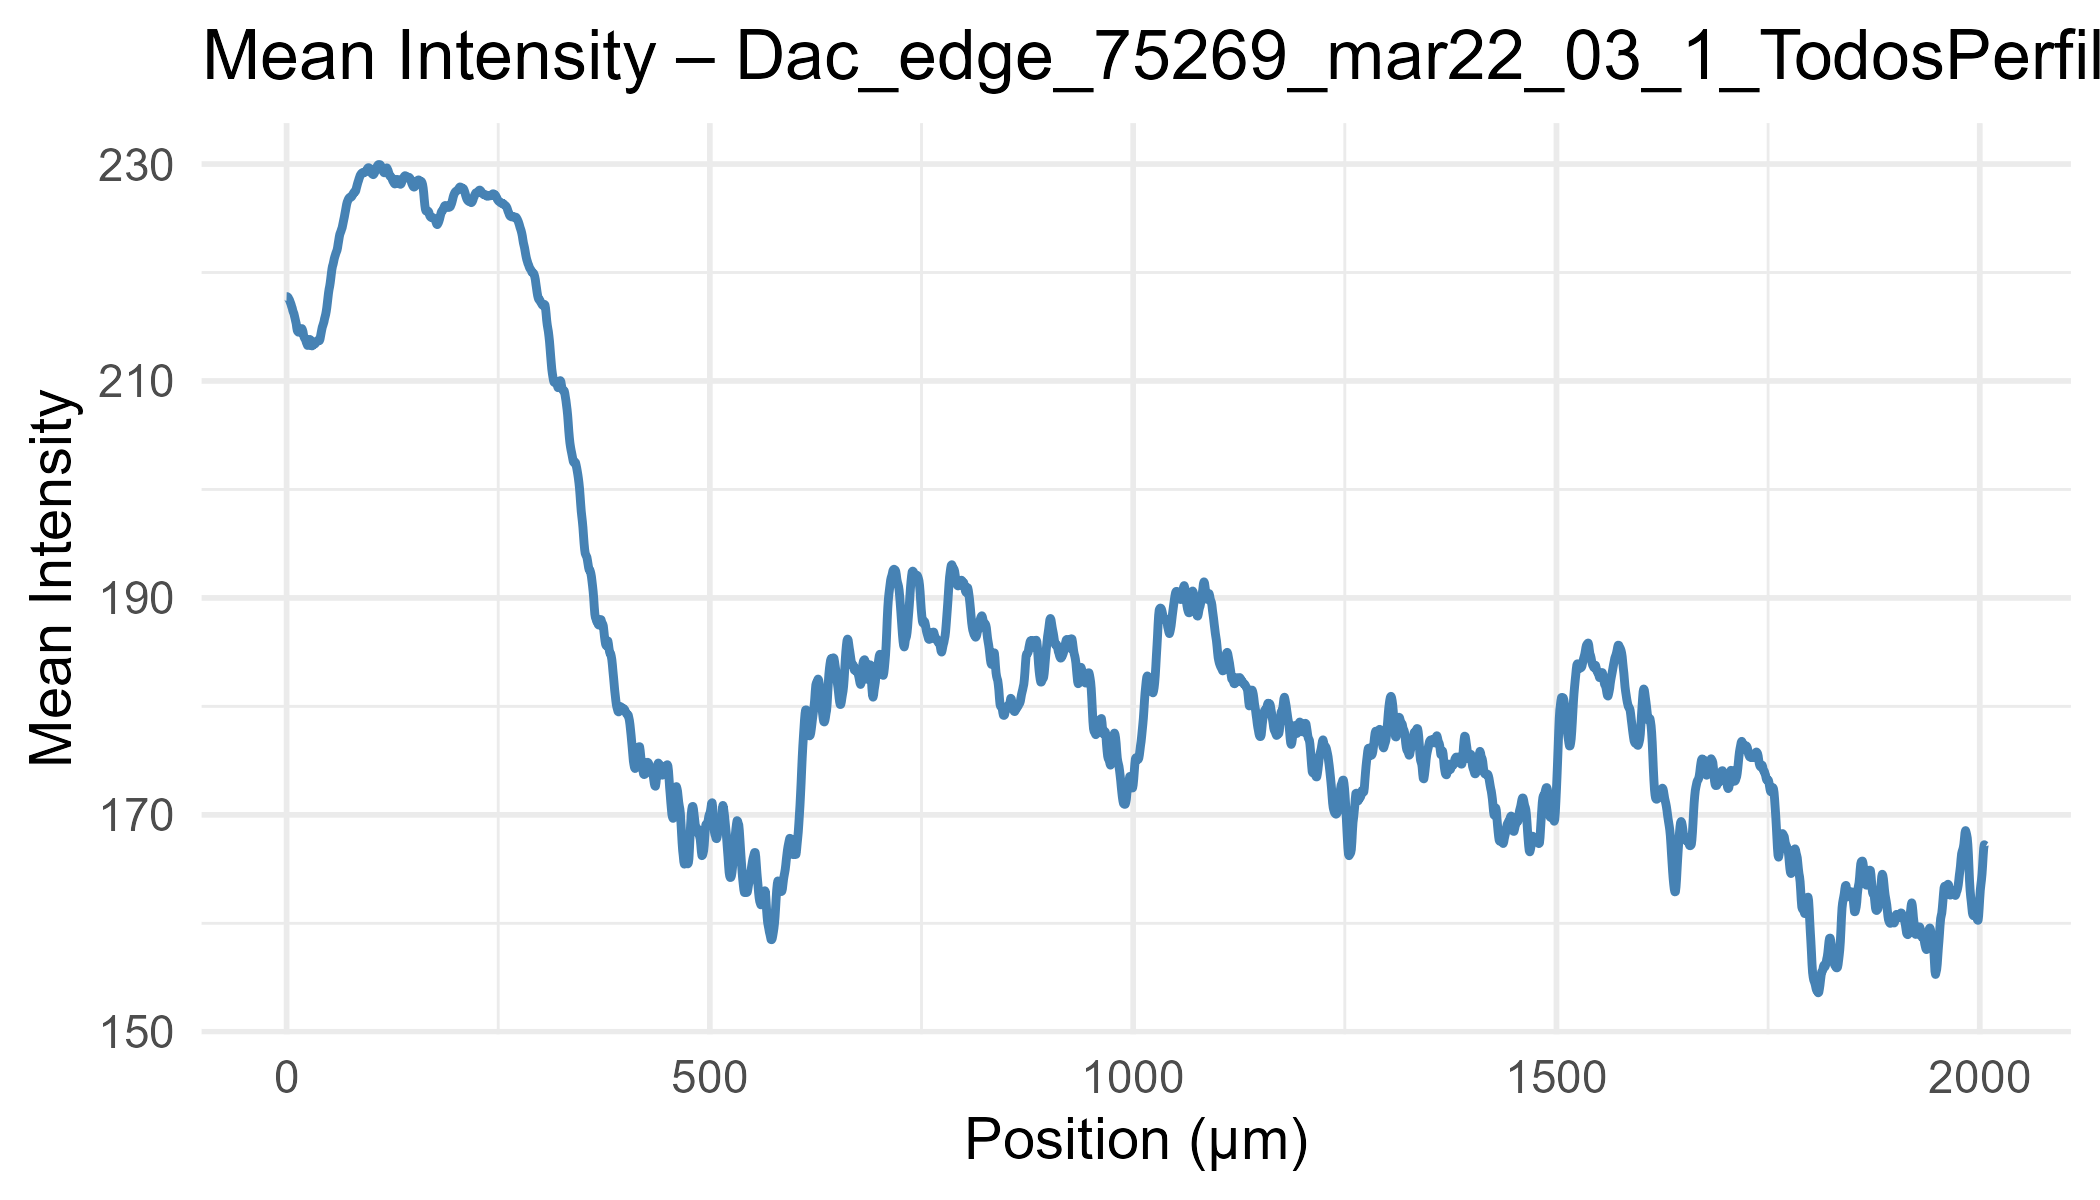 Mean Intensity – Dac_edge_75269_mar22_03_1_TodosPerfil
230
210
190
170
150
Mean Intensity
0 500 1000 1500 2000
Position (µm)